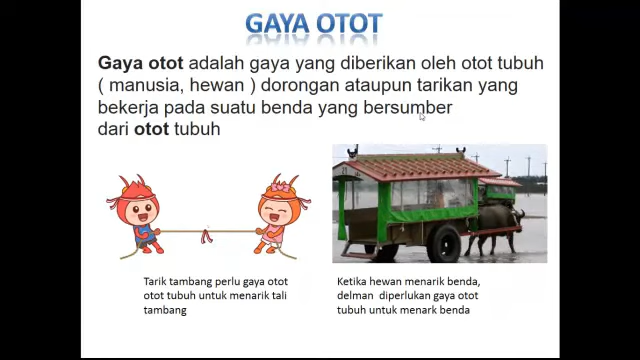 GAYA OTOT
Gaya otot adalah gaya yang diberikan oleh otot tubuh
( manusia, hewan ) dorongan ataupun tarikan yang
bekerja pada suatu benda yang bersumber
dari otot tubuh
Tarik tambang perlu gaya otot
otot tubuh untuk menarik tali
tambang
Ketika hewan menarik benda,
delman  diperlukan gaya otot
tubuh untuk menark benda